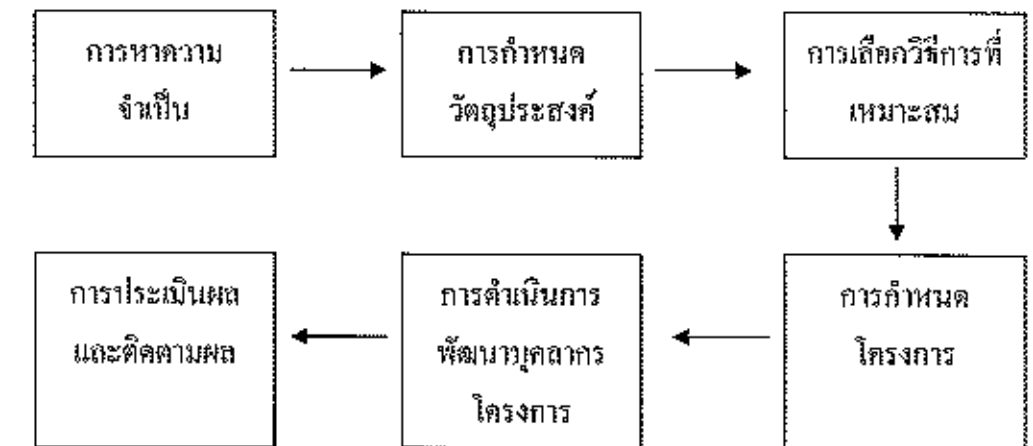 การหาความ
จำเป็น
การกำหนด
วัตถุประสงค์
การเลือกวิธีการที่
เหมาะสม
การกำหนด
โครงการ
การดำเนินการ
พัฒนาบุคลากร
โครงการ
การประเมินผล
และติดตามผล